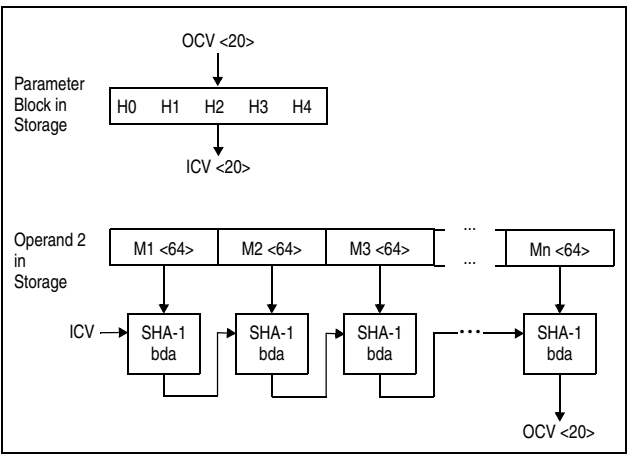 OCV <20>
Parameter
Block in
Storage
H0 H1 H2 H3 H4
ICV <20>
Operand 2
in
Storage
M1 <64> M2 <64> M3 <64> ... ... Mn <64>
ICV
SHA-1
bda
SHA-1
bda
SHA-1
bda
...
SHA-1
bda
OCV <20>